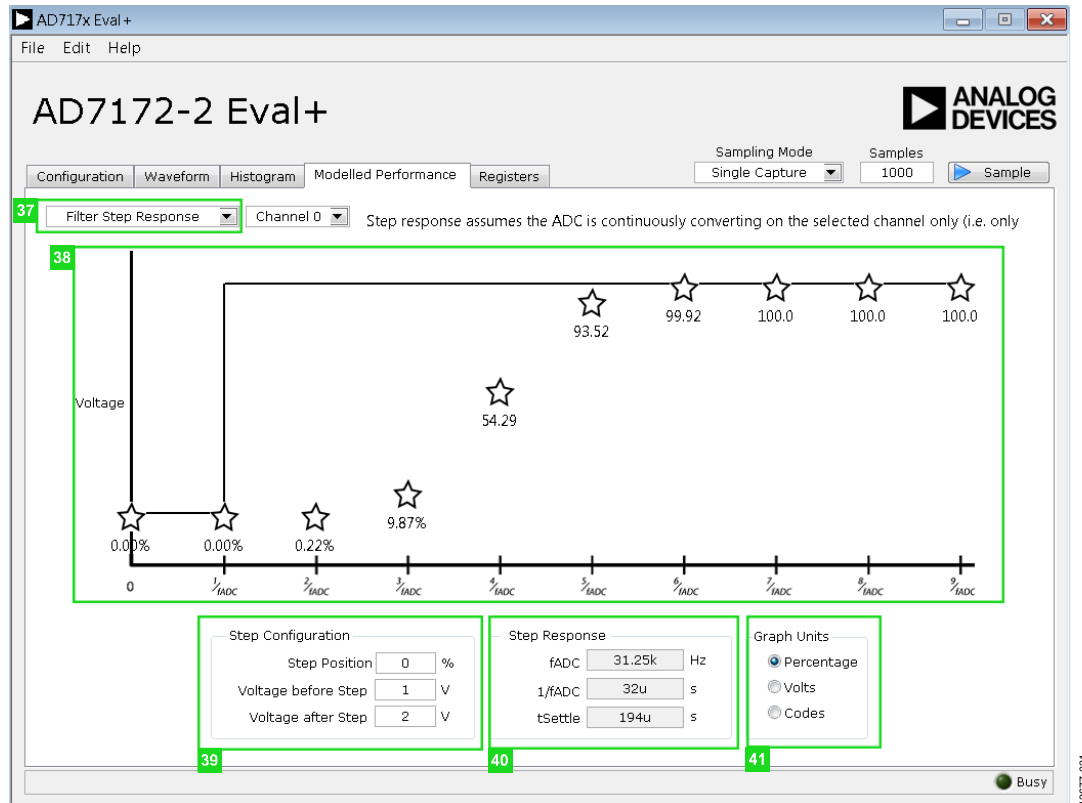 AD717x Eval+
File Edit Help
AD7172-2 Eval+
ANALOG
DEVICES
Sampling Mode Samples
Configuration Waveform Histogram Modelled Performance Registers Single Capture 1000 Sample
37 Filter Step Response Channel 0 Step response assumes the ADC is continuously converting on the selected channel only (i.e. only
38
99.92 100.0 100.0 100.0
93.52
Voltage
54.29
9.87%
0.00% 0.00% 0.22%
0 1/fADC 2/fADC 3/fADC 4/fADC 5/fADC 6/fADC 7/fADC 8/fADC 9/fADC
Step Configuration
Step Position 0 %
Voltage before Step 1 V
Voltage after Step 2 V
39
Step Response
fADC 31.25k Hz
1/fADC 32u s
tSettle 194u s
40
Graph Units
Percentage
Volts
Codes
41
Busy